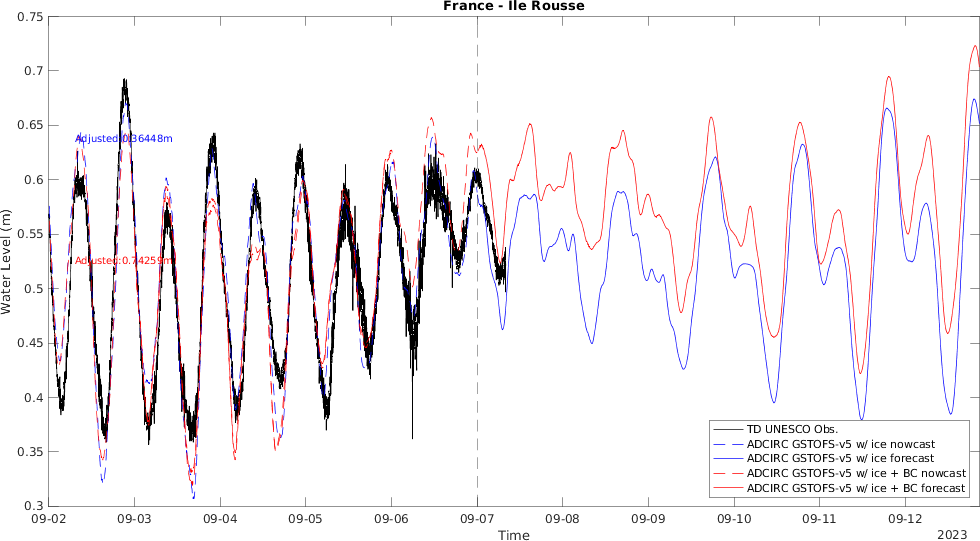 France - Ile Rousse
Water Level (m)
0.75
0.7
0.65
0.6
0.55
0.5
0.45
0.4
0.35
0.3
Adjusted:0.36448m
Adjusted:0.74259m
TD UNESCO Obs.
ADCIRC GSTOFS-v5 w/ ice nowcast
ADCIRC GSTOFS-v5 w/ ice forecast
ADCIRC GSTOFS-v5 w/ ice + BC nowcast
ADCIRC GSTOFS-v5 w/ ice + BC forecast
09-02 09-03 09-04 09-05 09-06 09-07 09-08 09-09 09-10 09-11 09-12
Time
2023